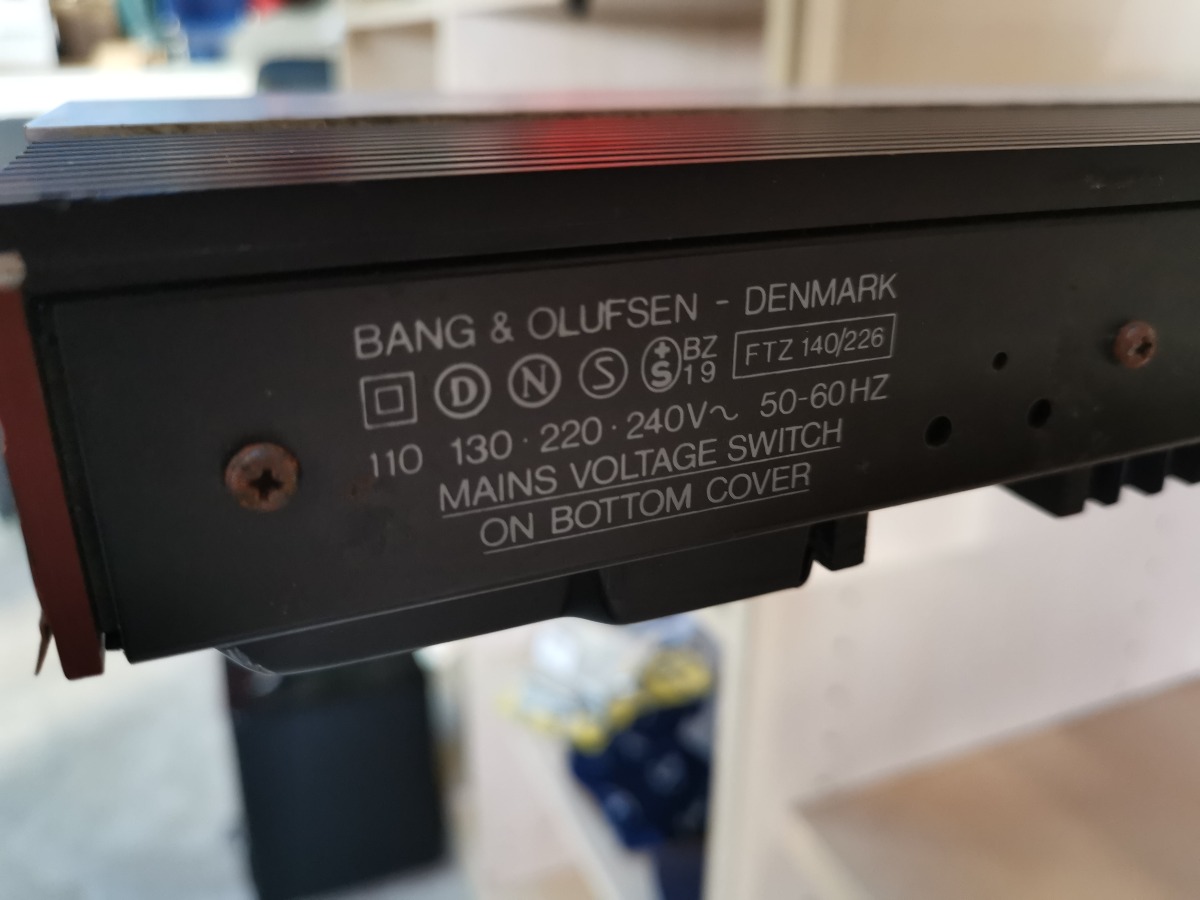 BANG & OLUFSEN - DENMARK
D N S +S BZ 19 FTZ 140/226
110 130 · 220 · 240V~ 50-60HZ
MAINS VOLTAGE SWITCH
ON BOTTOM COVER